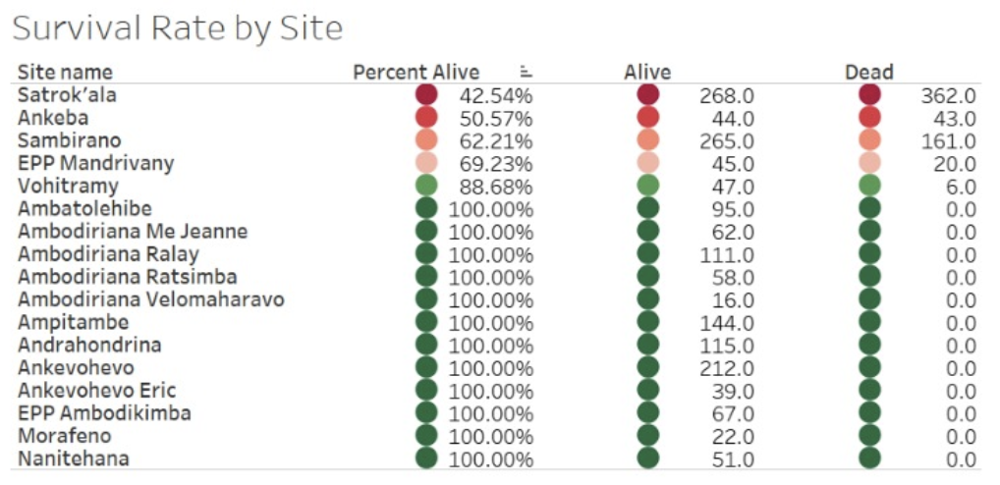 Survival Rate by Site
Site name Percent Alive Alive Dead
Satrok'ala 42.54% 268.0 362.0
Ankeba 50.57% 44.0 43.0
Sambirano 62.21% 265.0 161.0
EPP Mandrivany 69.23% 45.0 20.0
Vohitramy 88.68% 47.0 6.0
Ambatolehibe 100.00% 95.0 0.0
Ambodiriana Me Jeanne 100.00% 62.0 0.0
Ambodiriana Ralay 100.00% 111.0 0.0
Ambodiriana Ratsimba 100.00% 58.0 0.0
Ambodiriana Velomaharavo 100.00% 16.0 0.0
Ampitambe 100.00% 144.0 0.0
Andrahondrina 100.00% 115.0 0.0
Ankevohevo 100.00% 212.0 0.0
Ankevohevo Eric 100.00% 39.0 0.0
EPP Ambodikimba 100.00% 67.0 0.0
Morafeno 100.00% 22.0 0.0
Nanitehana 100.00% 51.0 0.0